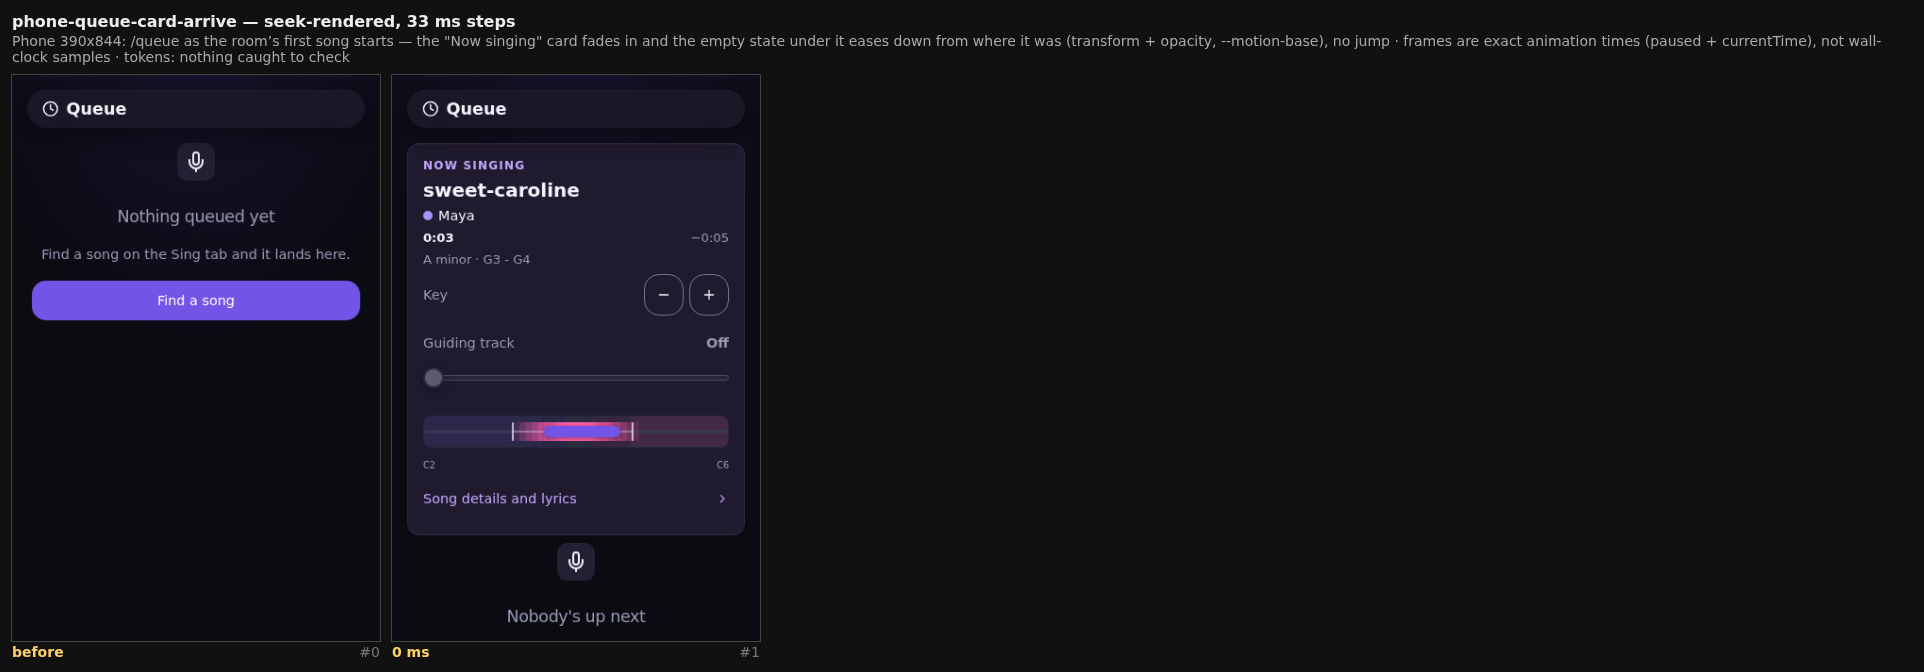 phone-queue-card-arrive — seek-rendered, 33 ms steps
Phone 390x844: /queue as the room’s first song starts — the "Now singing" card fades in and the empty state under it eases down from where it was (transform + opacity, --motion-base), no jump · frames are exact animation times (paused + currentTime), not wall-
clock samples · tokens: nothing caught to check
Queue
Nothing queued yet
Find a song on the Sing tab and it lands here.
Find a song
before #0
Queue
NOW SINGING
sweet-caroline
Maya
0:03 −0:05
A minor · G3 - G4
Key − +
Guiding track Off
C2 C6
Song details and lyrics
Nobody's up next
0 ms #1